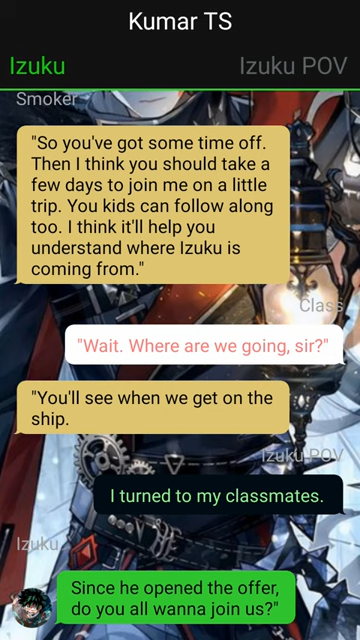 Kumar TS
Izuku
Izuku POV
Smoker
"So you've got some time off.
Then I think you should take a
few days to join me on a little
trip. You kids can follow along
too. I think it'll help you
understand where Izuku is
coming from."
Class
"Wait. Where are we going, sir?"
"You'll see when we get on the
ship.
Izuku POV
I turned to my classmates.
Izuku
Since he opened the offer,
do you all wanna join us?"